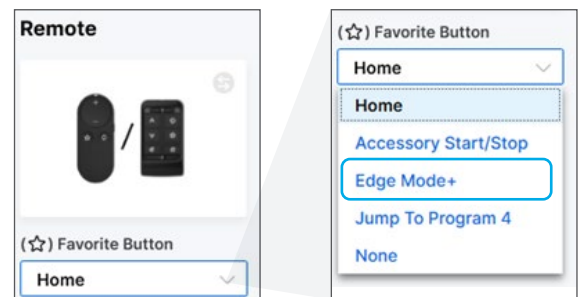 Remote
(☆) Favorite Button
Home
(☆) Favorite Button
Home
Home
Accessory Start/Stop
Edge Mode+
Jump To Program 4
None